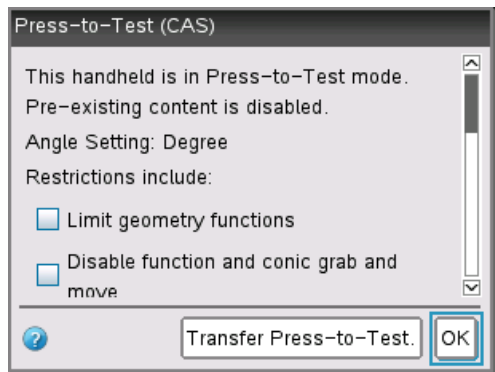 Press-to-Test (CAS)
This handheld is in Press-to-Test mode.
Pre-existing content is disabled.
Angle Setting: Degree
Restrictions include:
Limit geometry functions
Disable function and conic grab and
move
? Transfer Press-to-Test. OK